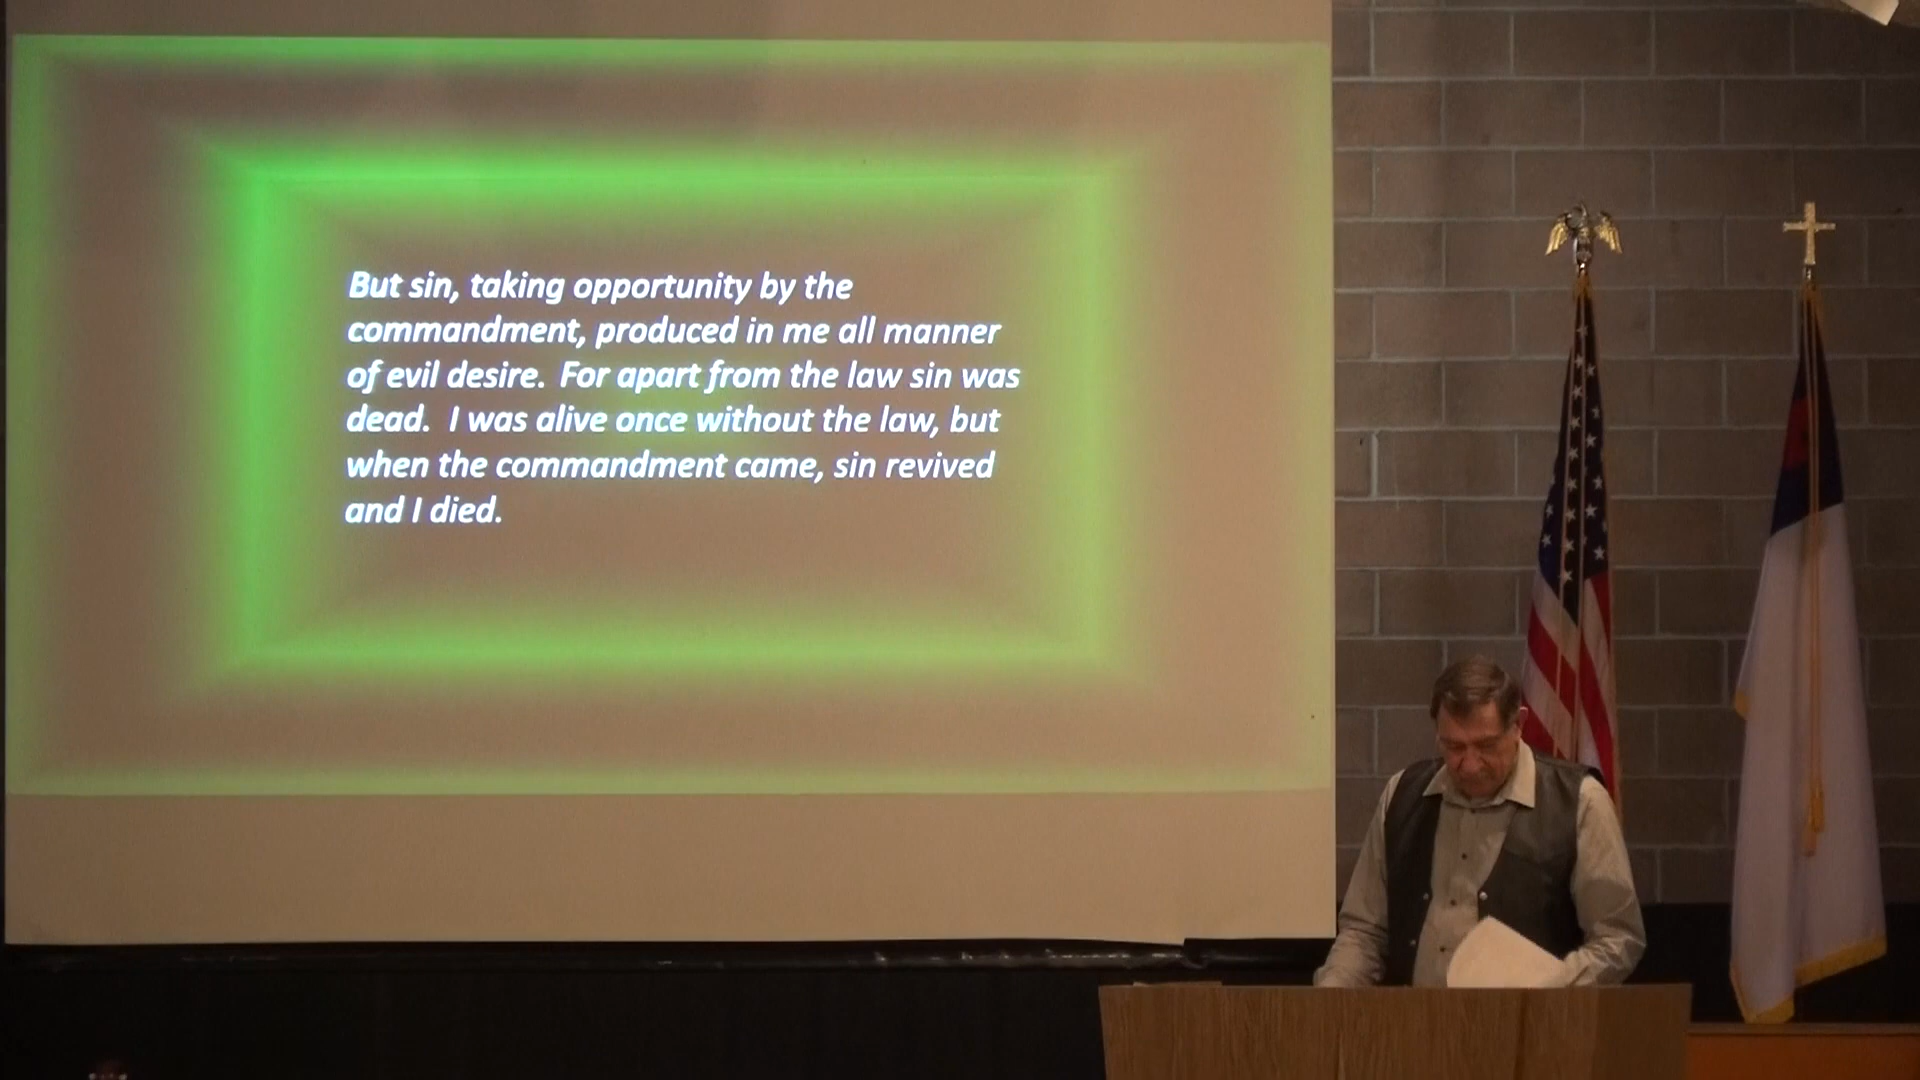 But sin, taking opportunity by the
commandment, produced in me all manner
of evil desire.  For apart from the law sin was
dead.  I was alive once without the law, but
when the commandment came, sin revived
and I died.